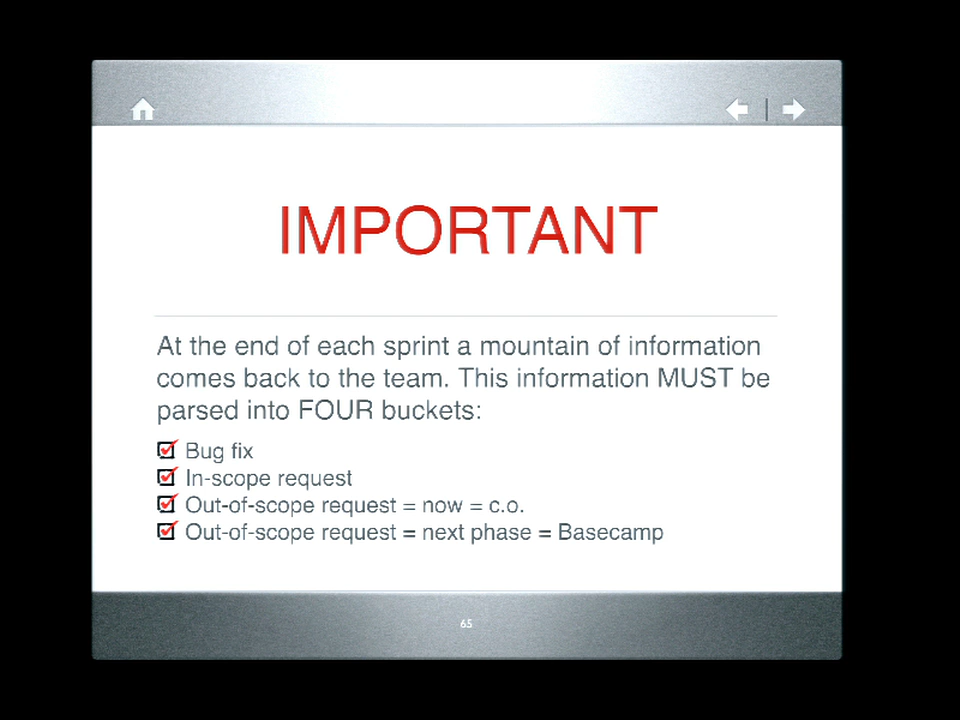 IMPORTANT
At the end of each sprint a mountain of information
comes back to the team. This information MUST be
parsed into FOUR buckets:
Bug fix
In-scope request
Out-of-scope request = now = c.o.
Out-of-scope request = next phase = Basecamp
65